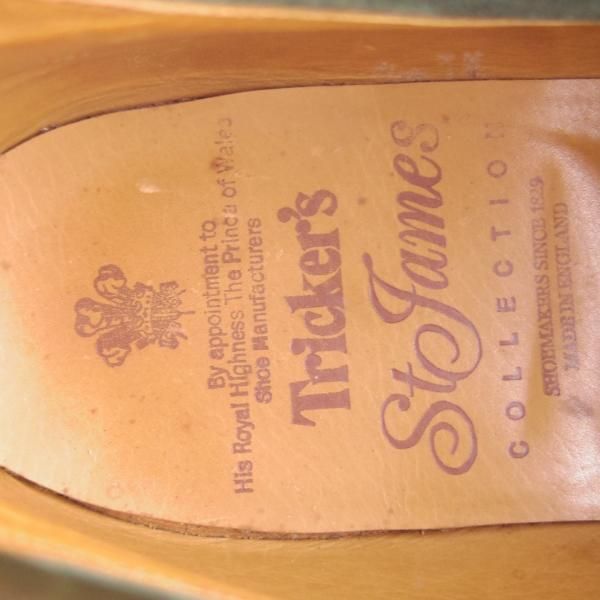 By appointment to
His Royal Highness The Prince of Wales
Shoe Manufacturers
Tricker's
St James
COLLECTION
SHOEMAKERS SINCE 1829
MADE IN ENGLAND